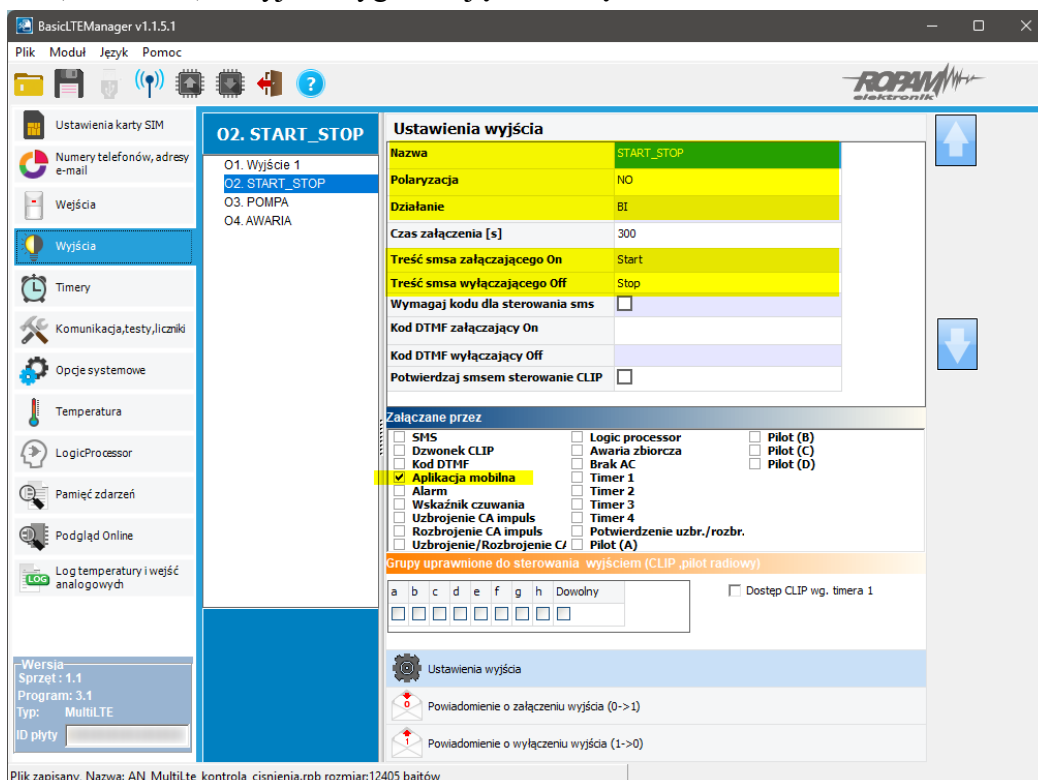 BasicLTEManager v1.1.5.1
Plik Moduł Język Pomoc
ROPAM
elektronik
Ustawienia karty SIM
Numery telefonów, adresy
e-mail
Wejścia
Wyjścia
Timery
Komunikacja,testy,liczniki
Opcje systemowe
Temperatura
LogicProcessor
Pamięć zdarzeń
Podgląd Online
LOG
Log temperatury i wejść
analogowych
Wersja
Sprzęt : 1.1
Program: 3.1
Typ: MultiLTE
ID płyty
O2. START_STOP
O1. Wyjście 1
O2. START_STOP
O3. POMPA
O4. AWARIA
Ustawienia wyjścia
Nazwa START_STOP
Polaryzacja NO
Działanie BI
Czas załączenia [s] 300
Treść smsa załączającego On Start
Treść smsa wyłączającego Off Stop
Wymagaj kodu dla sterowania sms
Kod DTMF załączający On
Kod DTMF wyłączający Off
Potwierdzaj smsem sterowanie CLIP
Załączane przez
SMS Logic processor Pilot (B)
Dzwonek CLIP Awaria zbiorcza Pilot (C)
Kod DTMF Brak AC Pilot (D)
Aplikacja mobilna Timer 1
Alarm Timer 2
Wskaźnik czuwania Timer 3
Uzbrojenie CA impuls Timer 4
Rozbrojenie CA impuls Potwierdzenie uzbr./rozbr.
Uzbrojenie/Rozbrojenie C Pilot (A)
Grupy uprawnione do sterowania wyjściem (CLIP ,pilot radiowy)
a b c d e f g h Dowolny Dostęp CLIP wg. timera 1
Ustawienia wyjścia
0 Powiadomienie o załączeniu wyjścia (0->1)
1 Powiadomienie o wyłączeniu wyjścia (1->0)
Plik zapisany. Nazwa: AN_MultiLte_kontrola_cisnienia.rpb rozmiar:12405 bajtów